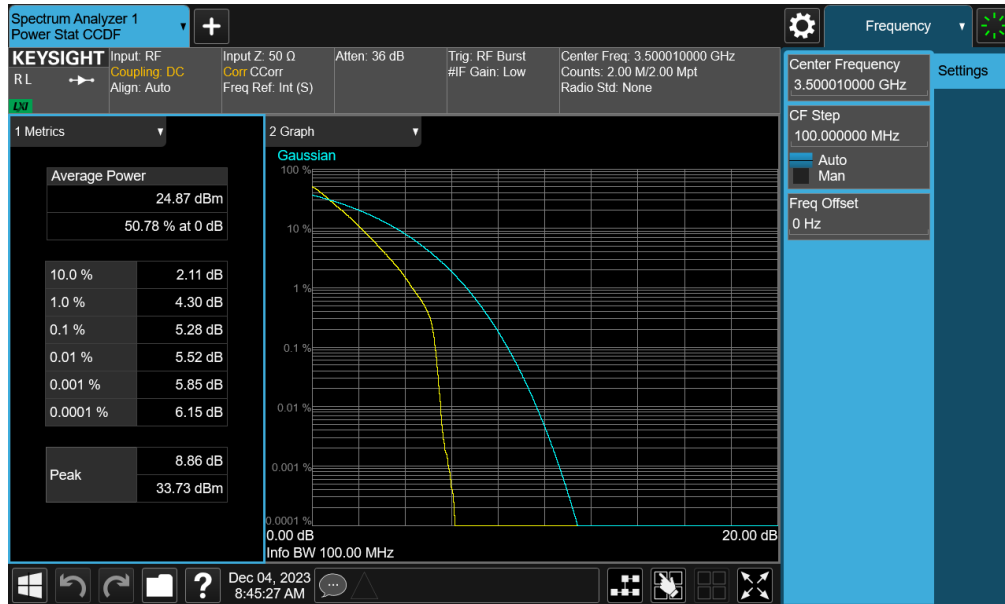 Spectrum Analyzer 1
Power Stat CCDF
+
Frequency
KEYSIGHT
R L
LXI
Input: RF
Coupling: DC
Align: Auto
Input Z: 50 Ω
Corr CCorr
Freq Ref: Int (S)
Atten: 36 dB
Trig: RF Burst
#IF Gain: Low
Center Freq: 3.500010000 GHz
Counts: 2.00 M/2.00 Mpt
Radio Std: None
Center Frequency
3.500010000 GHz
Settings
CF Step
100.000000 MHz
Auto
Man
Freq Offset
0 Hz
1 Metrics
Average Power
24.87 dBm
50.78 % at 0 dB
10.0 % 2.11 dB
1.0 % 4.30 dB
0.1 % 5.28 dB
0.01 % 5.52 dB
0.001 % 5.85 dB
0.0001 % 6.15 dB
Peak
8.86 dB
33.73 dBm
2 Graph
Gaussian
100 %
10 %
1 %
0.1 %
0.01 %
0.001 %
0.0001 %
0.00 dB 20.00 dB
Info BW 100.00 MHz
?
Dec 04, 2023
8:45:27 AM